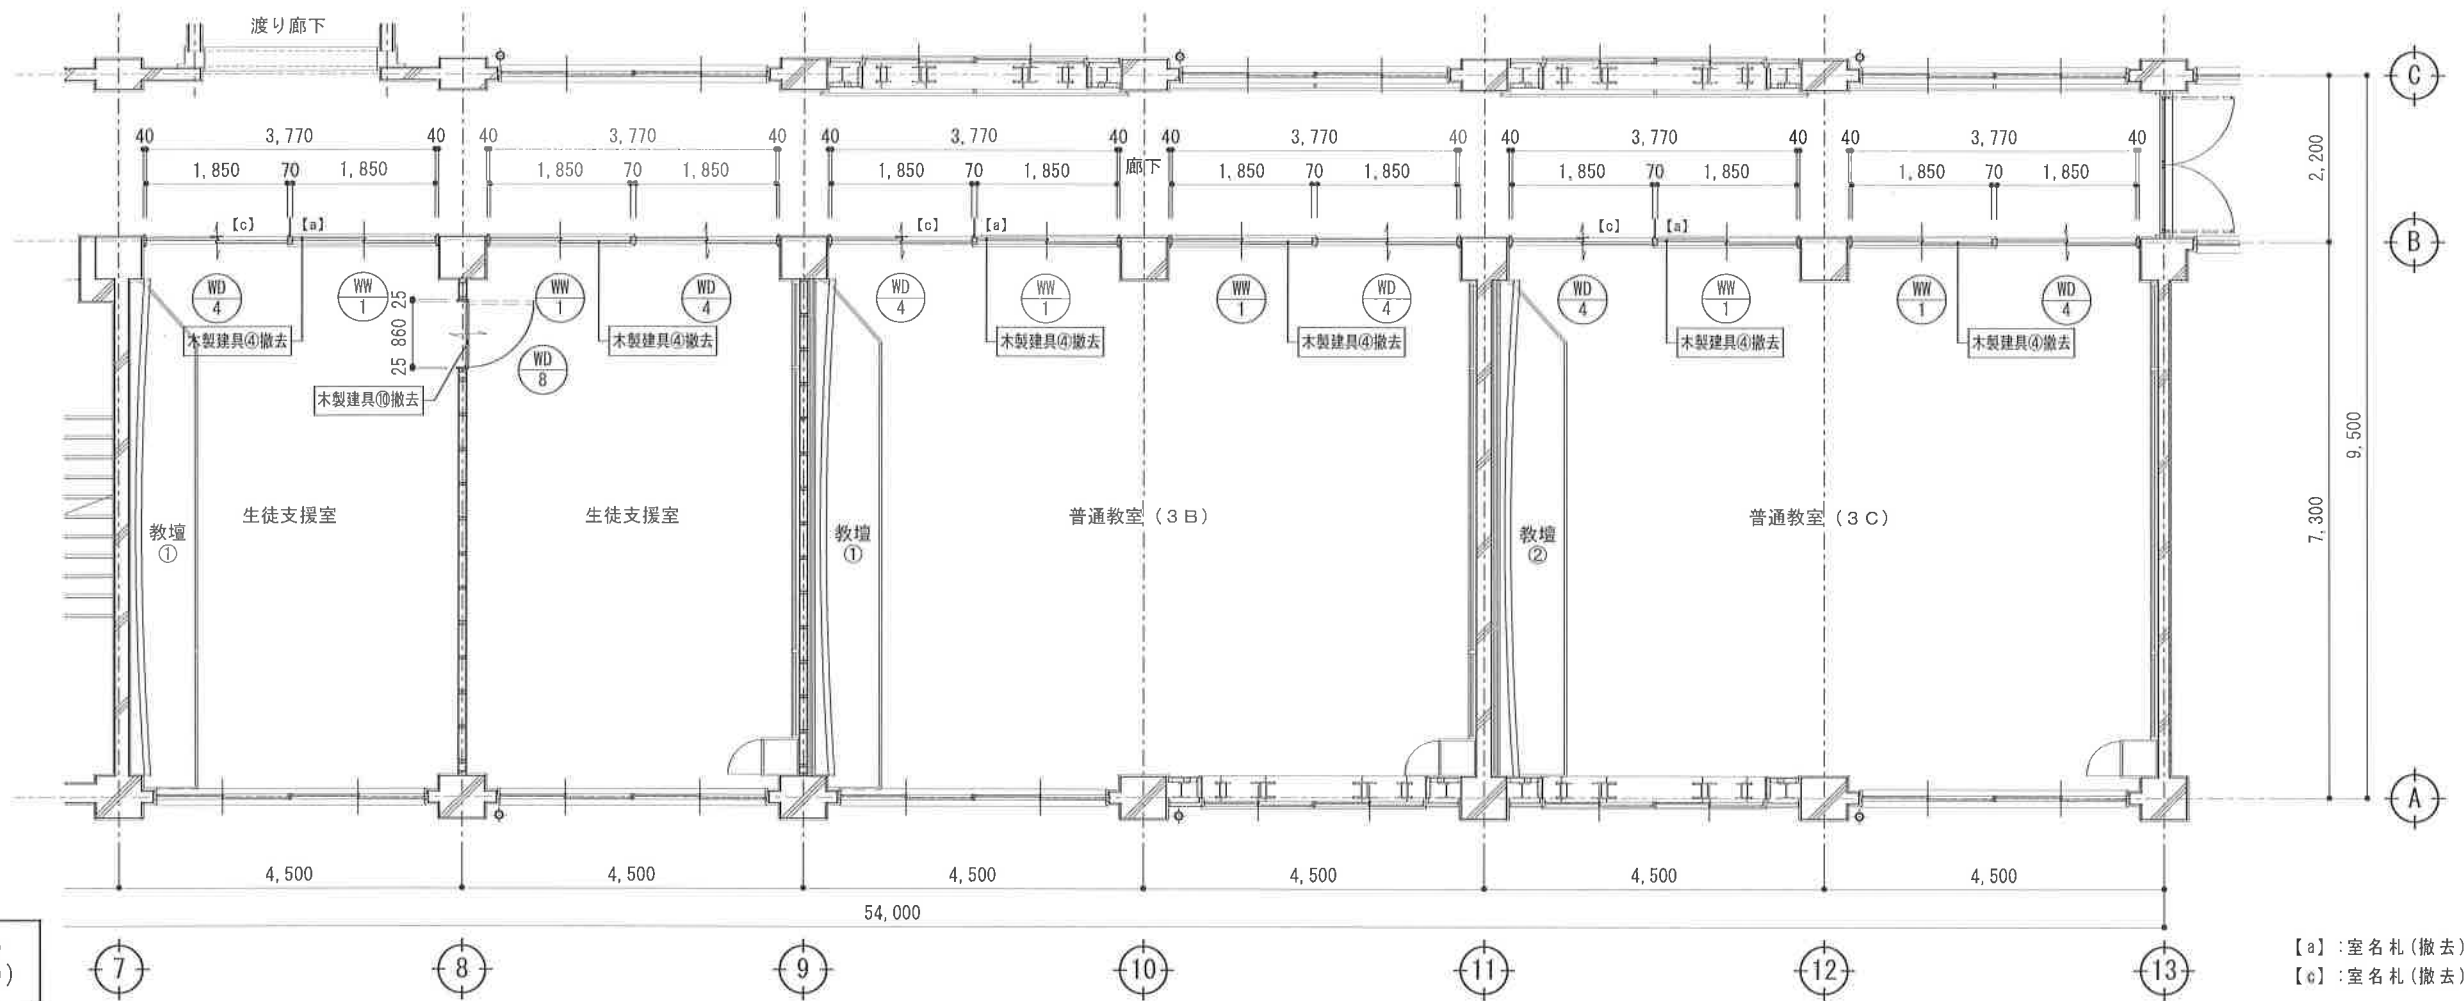 渡り廊下
C
40 3,770 40 40 3,770 40 40 3,770 40 40 3,770 40 40 3,770 40 40 3,770 40
1,850 70 1,850 1,850 70 1,850 1,850 70 1,850 廊下 1,850 70 1,850 1,850 70 1,850 1,850 70 1,850
2,200
【c】 【a】 【c】 【a】 【c】 【a】
B
WD 4
WW 1
WW 1
WD 4
WD 4
WW 1
WW 1
WD 4
WD 4
WW 1
WW 1
WD 4
25 860 25
木製建具④撤去 木製建具④撤去 木製建具④撤去 木製建具④撤去 木製建具④撤去 木製建具④撤去
WD 8
木製建具⑩撤去
9,500
7,300
生徒支援室 生徒支援室 普通教室（３Ｂ） 普通教室（３Ｃ）
教壇 教壇 教壇
① ① ②
A
4,500 4,500 4,500 4,500 4,500 4,500
54,000
7 8 9 10 11 12 13
【a】:室名札(撤去)
【c】:室名札(撤去)